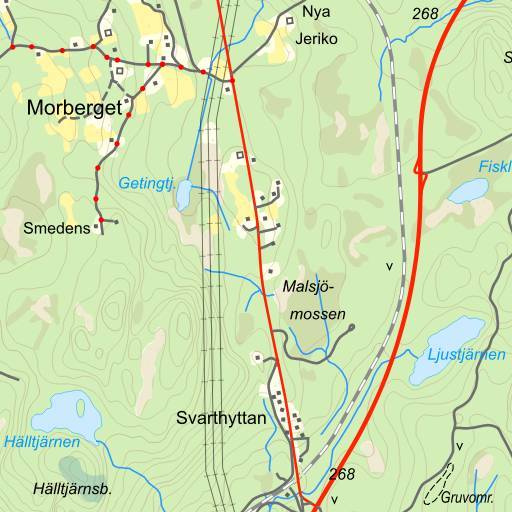 Nya
Jeriko
268
Morberget
Fiskl
Getingtj.
Smedens
Malsjö-
mossen
v
Ljustjärnen
Svarthyttan
Hälltjärnen
v
268
Hälltjärnsb.
v
Gruvomr.